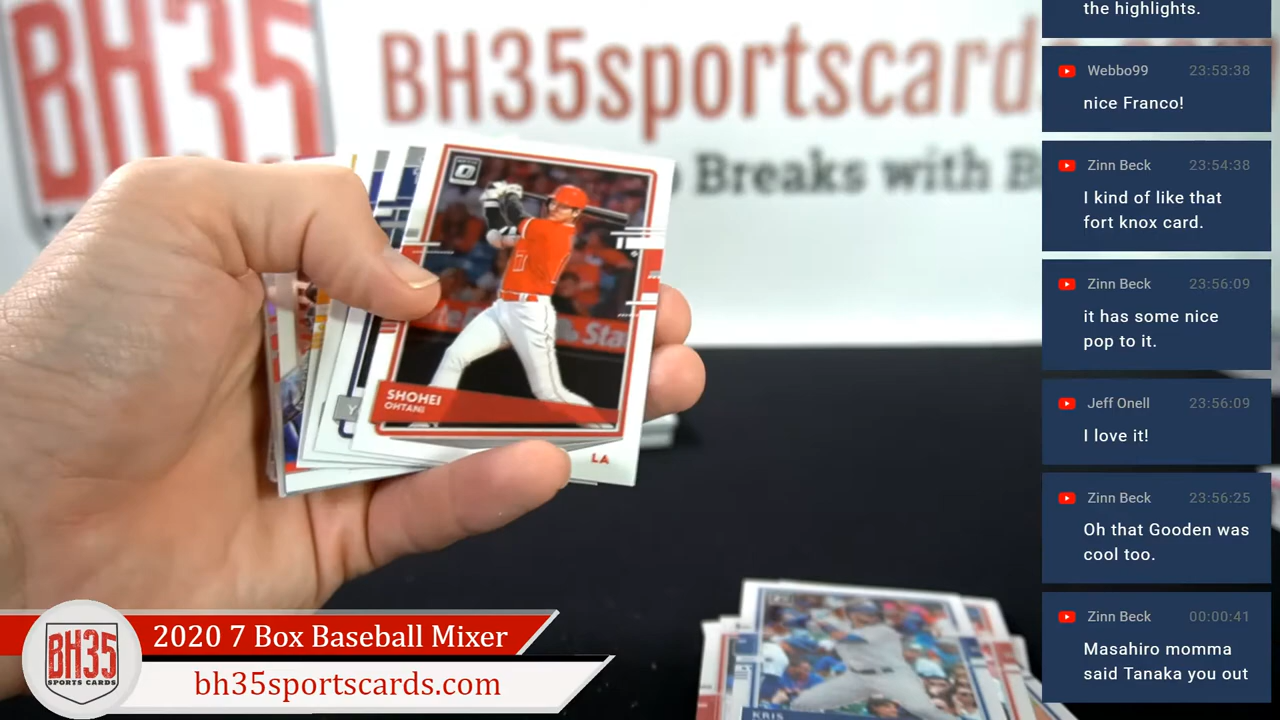 BH35
BH35sportscard
Breaks with B
SHOHEI
OHTANI
LA
KRIS
BH35
SPORTS CARDS
2020 7 Box Baseball Mixer
bh35sportscards.com
the highlights.
Webbo99 23:53:38
nice Franco!
Zinn Beck 23:54:38
I kind of like that
fort knox card.
Zinn Beck 23:56:09
it has some nice
pop to it.
Jeff Onell 23:56:09
I love it!
Zinn Beck 23:56:25
Oh that Gooden was
cool too.
Zinn Beck 00:00:41
Masahiro momma
said Tanaka you out